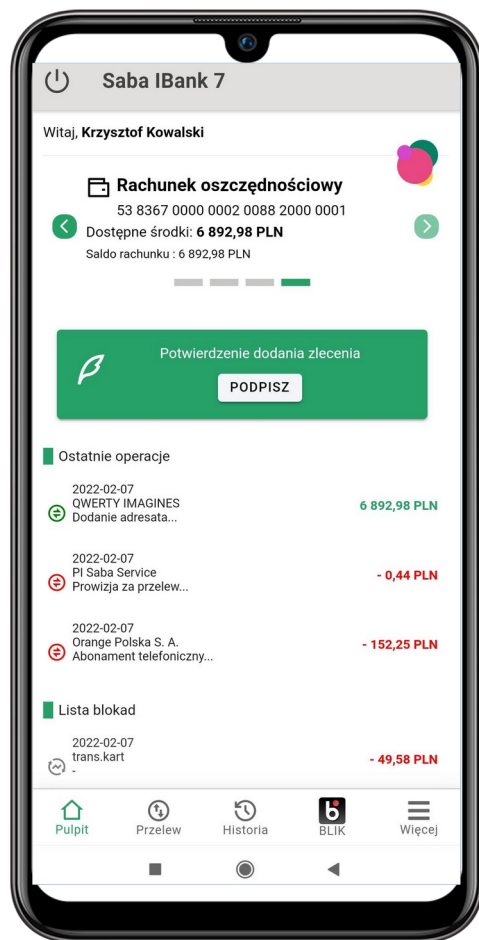 Saba IBank 7
Witaj, Krzysztof Kowalski
Rachunek oszczędnościowy
53 8367 0000 0002 0088 2000 0001
Dostępne środki: 6 892,98 PLN
Saldo rachunku : 6 892,98 PLN
Potwierdzenie dodania zlecenia
PODPISZ
Ostatnie operacje
2022-02-07
QWERTY IMAGINES
6 892,98 PLN
Dodanie adresata...
2022-02-07
PI Saba Service
- 0,44 PLN
Prowizja za przelew...
2022-02-07
Orange Polska S. A.
- 152,25 PLN
Abonament telefoniczny...
Lista blokad
2022-02-07
trans.kart
- 49,58 PLN
-
Pulpit Przelew Historia BLIK Więcej